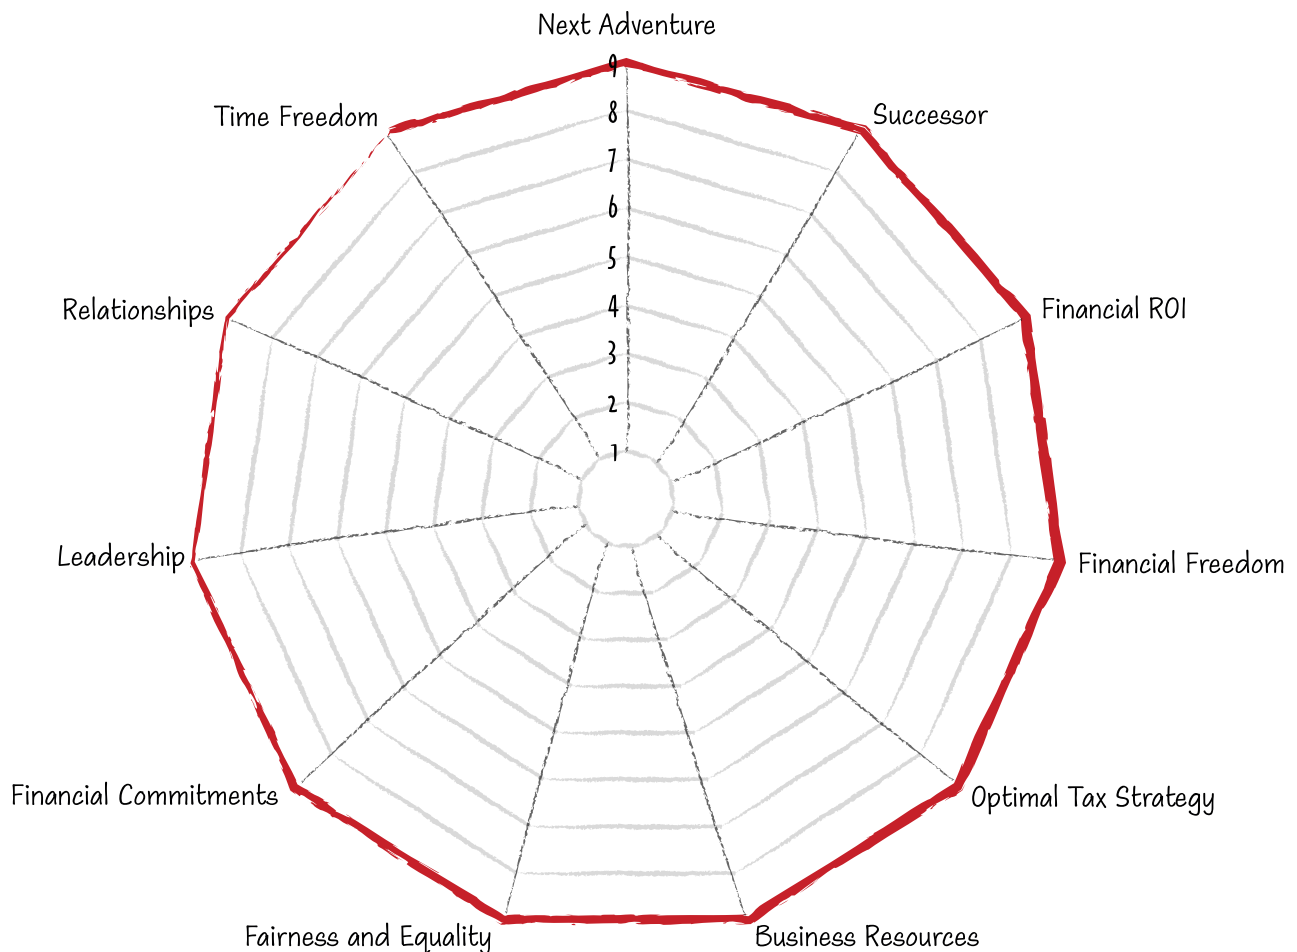 Next Adventure
9
Time Freedom
Successor
8
7
6
5
Relationships
Financial ROI
4
3
2
1
Leadership
Financial Freedom
Financial Commitments
Optimal Tax Strategy
Fairness and Equality
Business Resources